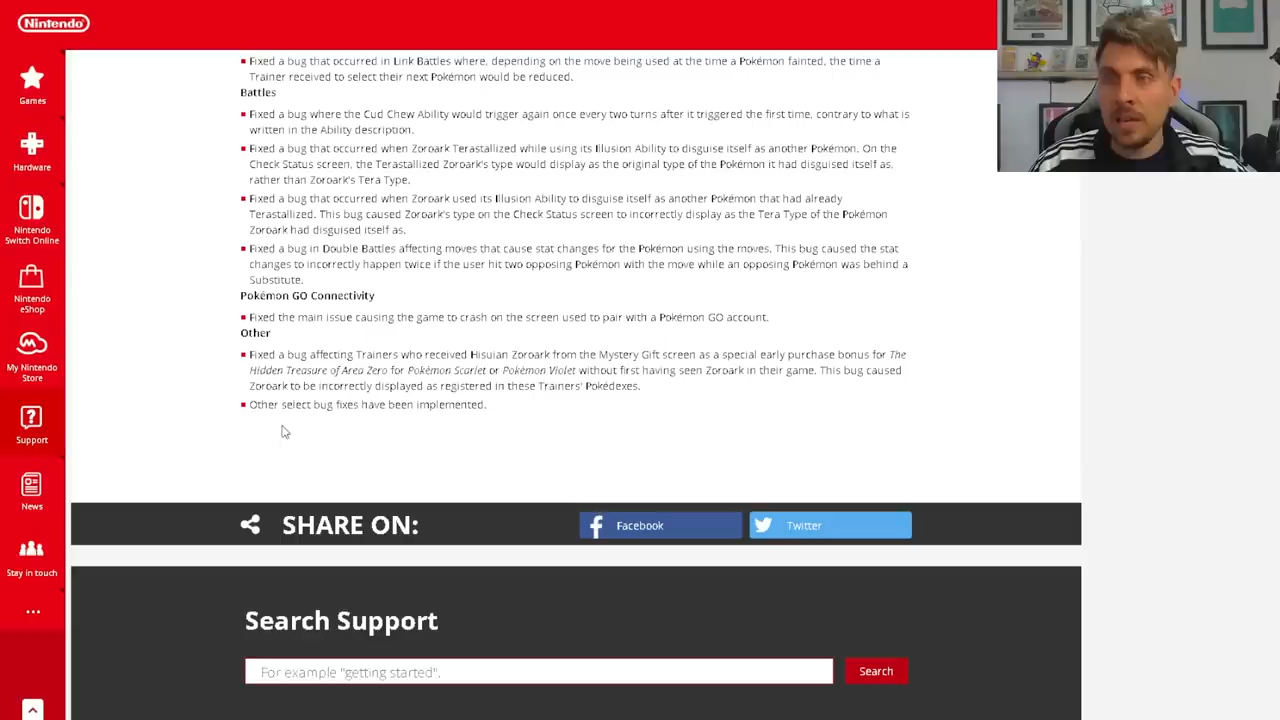 Nintendo
Games
Hardware
Nintendo
Switch Online
Nintendo
eShop
My Nintendo
Store
Support
News
Stay in touch
...
Fixed a bug that occurred in Link Battles where, depending on the move being used at the time a Pokémon fainted, the time a
Trainer received to select their next Pokémon would be reduced.
Battles
Fixed a bug where the Cud Chew Ability would trigger again once every two turns after it triggered the first time, contrary to what is
written in the Ability description.
Fixed a bug that occurred when Zoroark Terastallized while using its Illusion Ability to disguise itself as another Pokémon. On the
Check Status screen, the Terastallized Zoroark's type would display as the original type of the Pokémon it had disguised itself as,
rather than Zoroark's Tera Type.
Fixed a bug that occurred when Zoroark used its Illusion Ability to disguise itself as another Pokémon that had already
Terastallized. This bug caused Zoroark's type on the Check Status screen to incorrectly display as the Tera Type of the Pokémon
Zoroark had disguised itself as.
Fixed a bug in Double Battles affecting moves that cause stat changes for the Pokémon using the moves. This bug caused the stat
changes to incorrectly happen twice if the user hit two opposing Pokémon with the move while an opposing Pokémon was behind a
Substitute.
Pokémon GO Connectivity
Fixed the main issue causing the game to crash on the screen used to pair with a Pokémon GO account.
Other
Fixed a bug affecting Trainers who received Hisuian Zoroark from the Mystery Gift screen as a special early purchase bonus for The
Hidden Treasure of Area Zero for Pokémon Scarlet or Pokémon Violet without first having seen Zoroark in their game. This bug caused
Zoroark to be incorrectly displayed as registered in these Trainers' Pokédexes.
Other select bug fixes have been implemented.
SHARE ON:
Facebook
Twitter
Search Support
For example "getting started".
Search